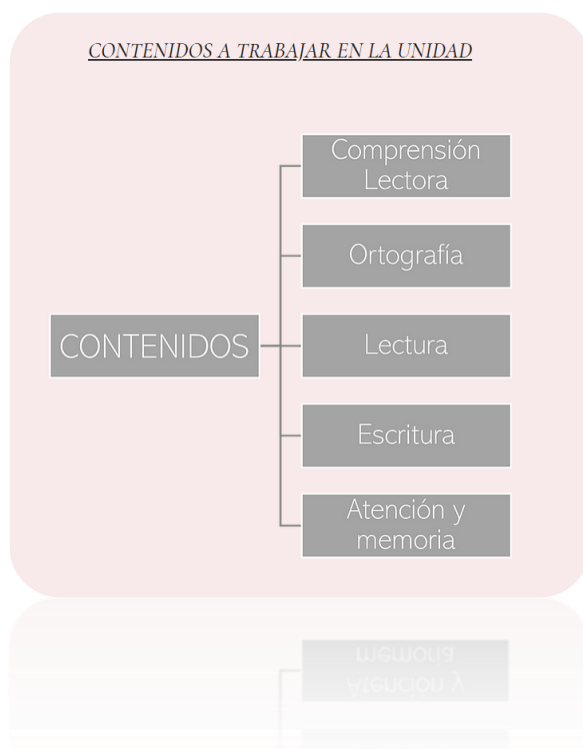 CONTENIDOS A TRABAJAR EN LA UNIDAD
CONTENIDOS
Comprensión
Lectora
Ortografía
Lectura
Escritura
Atención y
memoria